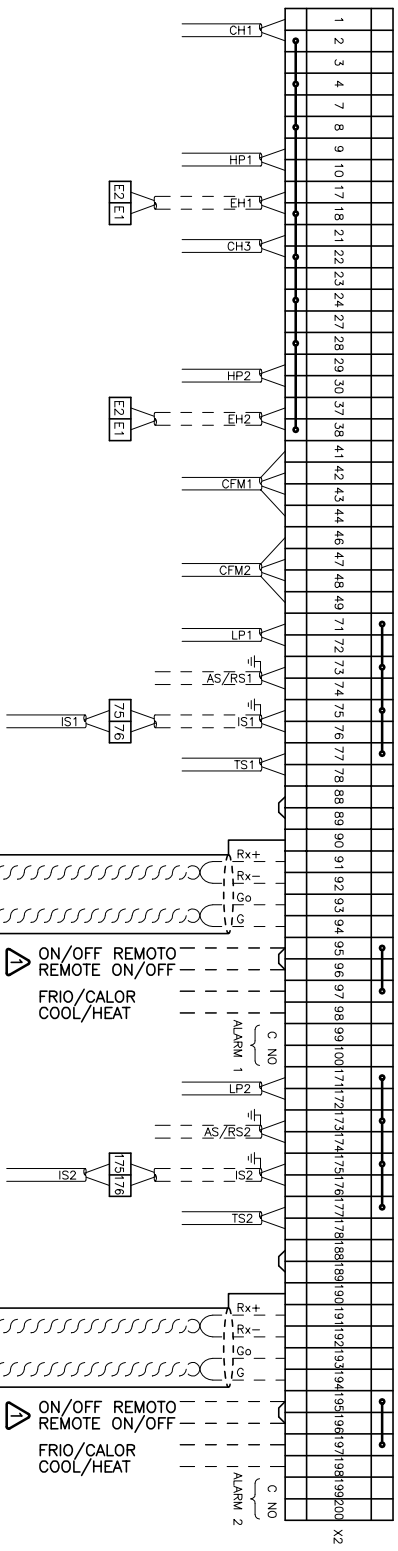 CH1
HP1
EH1
E2 E1
CH3
HP2
EH2
E2 E1
CFM1
CFM2
LP1
AS/RS1
IS1
75 76
IS1
TS1
Rx+
Rx-
Go
G
ON/OFF REMOTO
REMOTE ON/OFF
1
FRIO/CALOR
COOL/HEAT
C NO
ALARM 1
LP2
AS/RS2
IS2
175 176
IS2
TS2
Rx+
Rx-
Go
G
ON/OFF REMOTO
REMOTE ON/OFF
1
FRIO/CALOR
COOL/HEAT
C NO
ALARM 2
1
2
3
4
7
8
9
10
17
18
21
22
23
24
27
28
29
30
37
38
41
42
43
44
46
47
48
49
71
72
73
74
75
76
77
78
88
89
90
91
92
93
94
95
96
97
98
99
100
171
172
173
174
175
176
177
178
188
189
190
191
192
193
194
195
196
197
198
199
200
X2